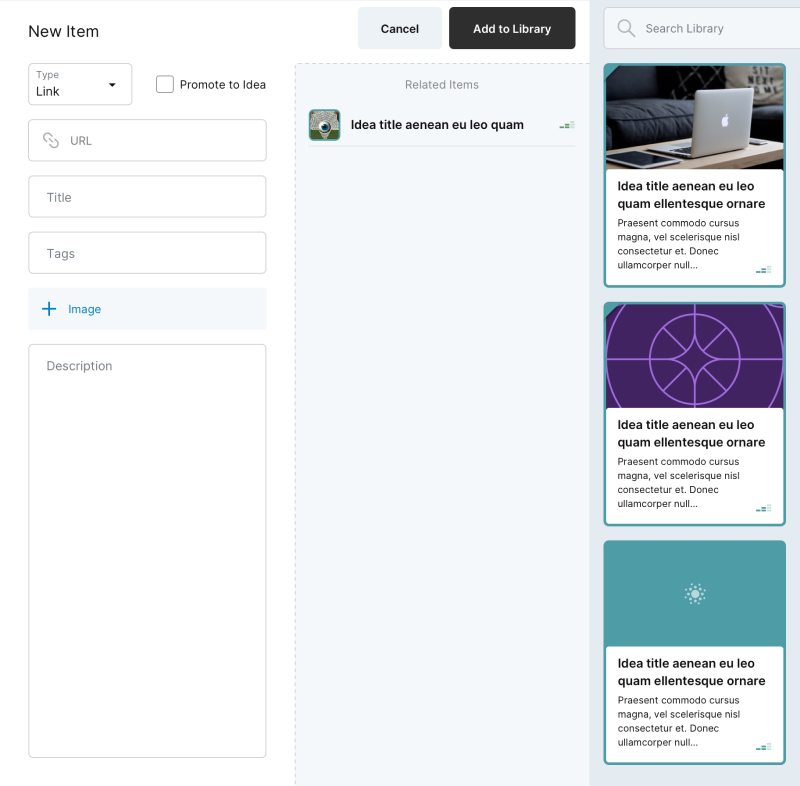 New Item
Cancel
Add to Library
Type
Link
Promote to Idea
URL
Title
Tags
Image
Description
Related Items
Idea title aenean eu leo quam
Search Library
SIT
NE
Idea title aenean eu leo
quam ellentesque ornare
Praesent commodo cursus
magna, vel scelerisque nisl
consectetur et. Donec
ullamcorper null...
Idea title aenean eu leo
quam ellentesque ornare
Praesent commodo cursus
magna, vel scelerisque nisl
consectetur et. Donec
ullamcorper null...
Idea title aenean eu leo
quam ellentesque ornare
Praesent commodo cursus
magna, vel scelerisque nisl
consectetur et. Donec
ullamcorper null...